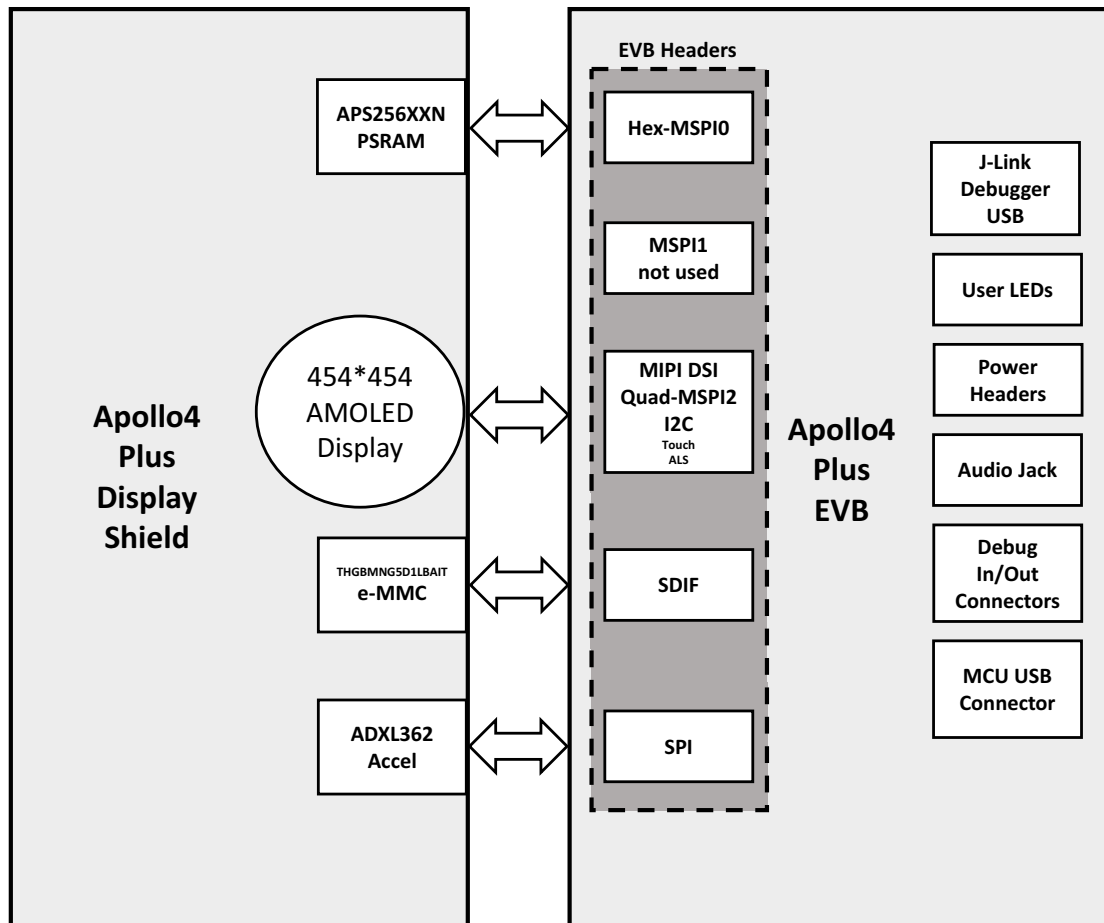 EVB Headers
APS256XXN
PSRAM
Hex-MSPI0
J-Link
Debugger
USB
MSPI1
not used
User LEDs
454*454
AMOLED
Display
MIPI DSI
Quad-MSPI2
I2C
Touch
ALS
Power
Headers
Apollo4
Plus
Display
Shield
Apollo4
Plus
EVB
Audio Jack
THGBMNG5D1LBAIT
e-MMC
SDIF
Debug
In/Out
Connectors
MCU USB
Connector
ADXL362
Accel
SPI